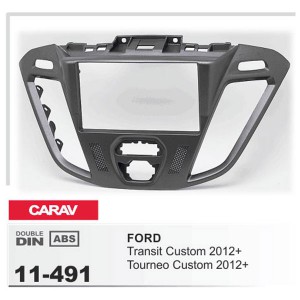 CARAV
DOUBLE
DIN ABS
11-491
FORD
Transit Custom 2012+
Tourneo Custom 2012+